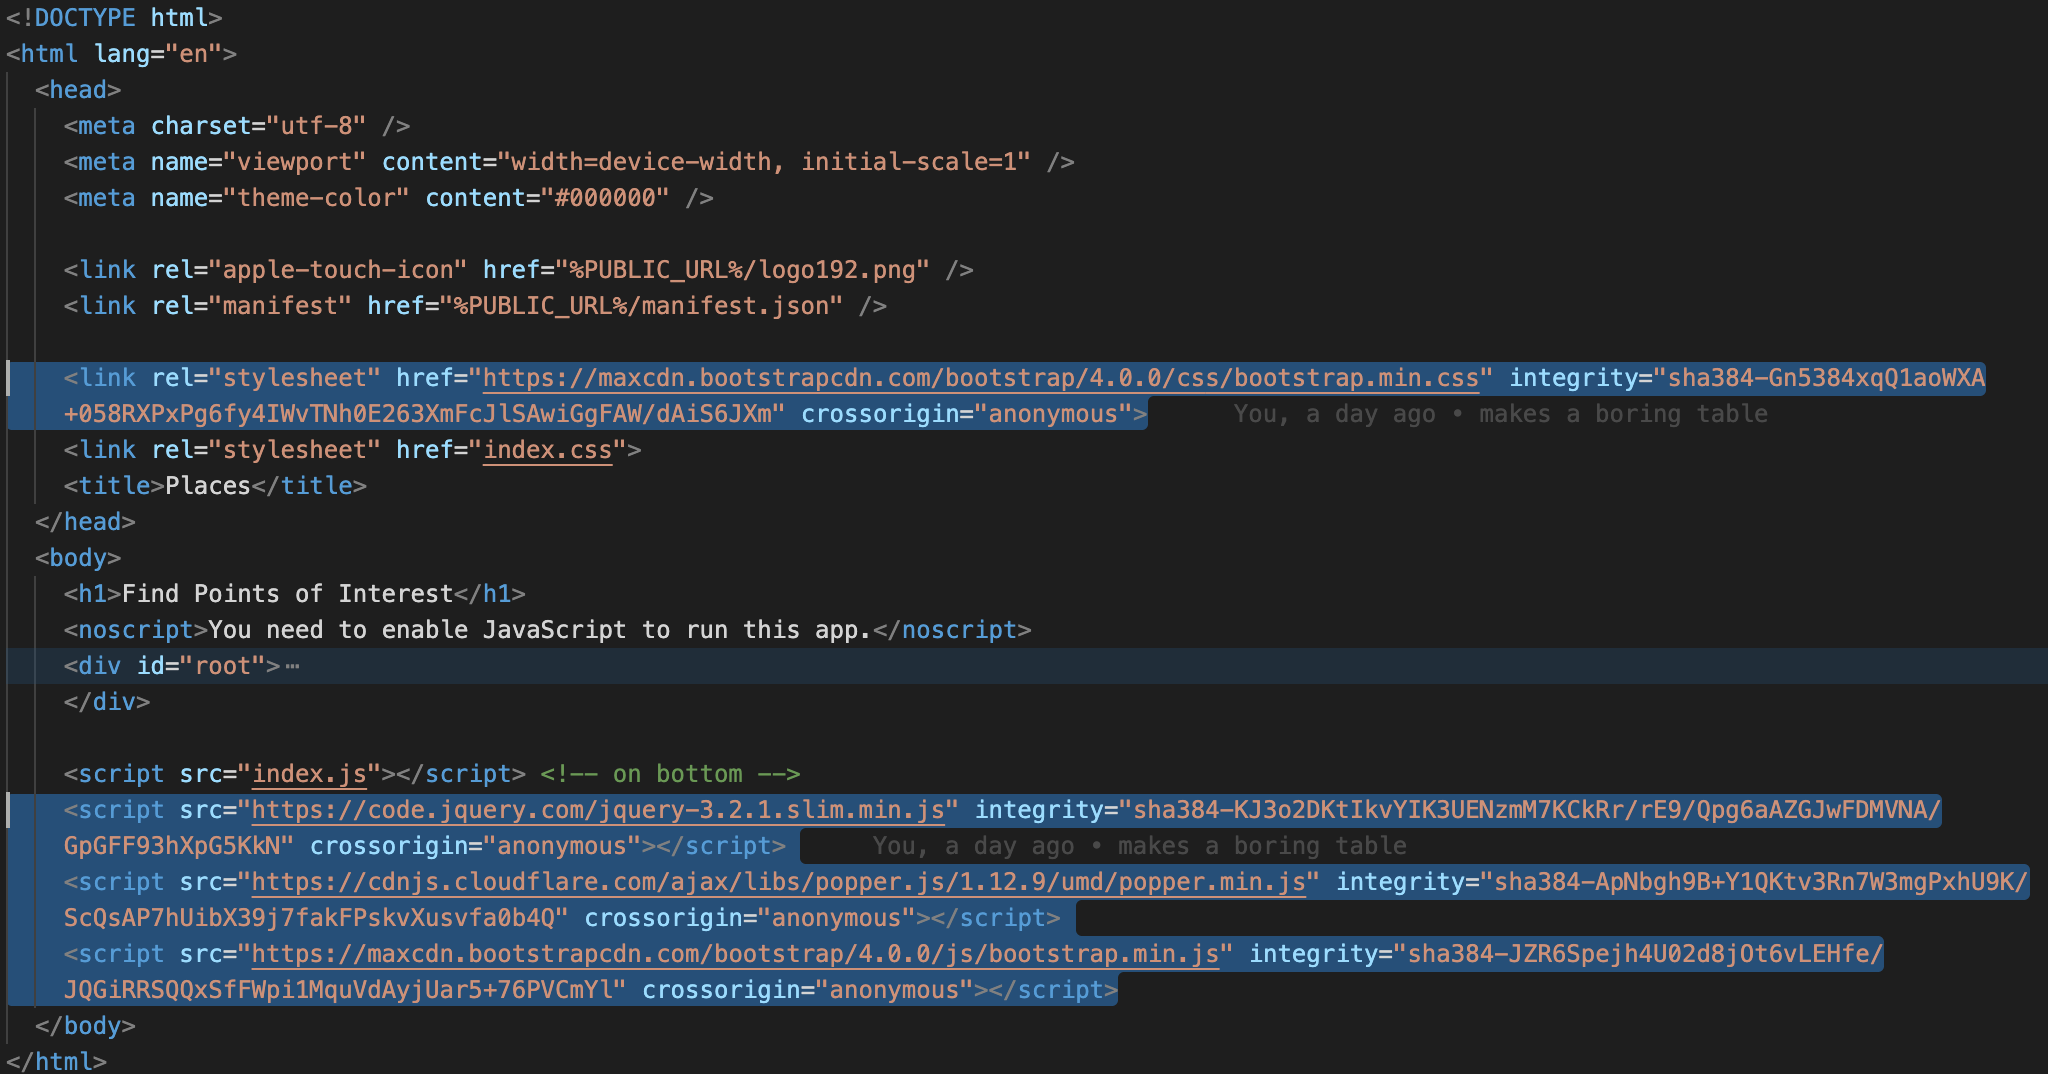 <!DOCTYPE html>
<html lang="en">
<head>
<meta charset="utf-8" />
<meta name="viewport" content="width=device-width, initial-scale=1" />
<meta name="theme-color" content="#000000" />
<link rel="apple-touch-icon" href="%PUBLIC_URL%/logo192.png" />
<link rel="manifest" href="%PUBLIC_URL%/manifest.json" />
<link rel="stylesheet" href="https://maxcdn.bootstrapcdn.com/bootstrap/4.0.0/css/bootstrap.min.css" integrity="sha384-Gn5384xqQ1aoWXA
+058RXPxPg6fy4IWvTNh0E263XmFcJlSAwiGgFAW/dAiS6JXm" crossorigin="anonymous"> You, a day ago • makes a boring table
<link rel="stylesheet" href="index.css">
<title>Places</title>
</head>
<body>
<h1>Find Points of Interest</h1>
<noscript>You need to enable JavaScript to run this app.</noscript>
<div id="root">⋯
</div>
<script src="index.js"></script> <!-- on bottom -->
<script src="https://code.jquery.com/jquery-3.2.1.slim.min.js" integrity="sha384-KJ3o2DKtIkvYIK3UENzmM7KCkRr/rE9/Qpg6aAZGJwFDMVNA/
GpGFF93hXpG5KkN" crossorigin="anonymous"></script> You, a day ago • makes a boring table
<script src="https://cdnjs.cloudflare.com/ajax/libs/popper.js/1.12.9/umd/popper.min.js" integrity="sha384-ApNbgh9B+Y1QKtv3Rn7W3mgPxhU9K/
ScQsAP7hUibX39j7fakFPskvXusvfa0b4Q" crossorigin="anonymous"></script>
<script src="https://maxcdn.bootstrapcdn.com/bootstrap/4.0.0/js/bootstrap.min.js" integrity="sha384-JZR6Spejh4U02d8jOt6vLEHfe/
JQGiRRSQQxSfFWpi1MquVdAyjUar5+76PVCmYl" crossorigin="anonymous"></script>
</body>
</html>